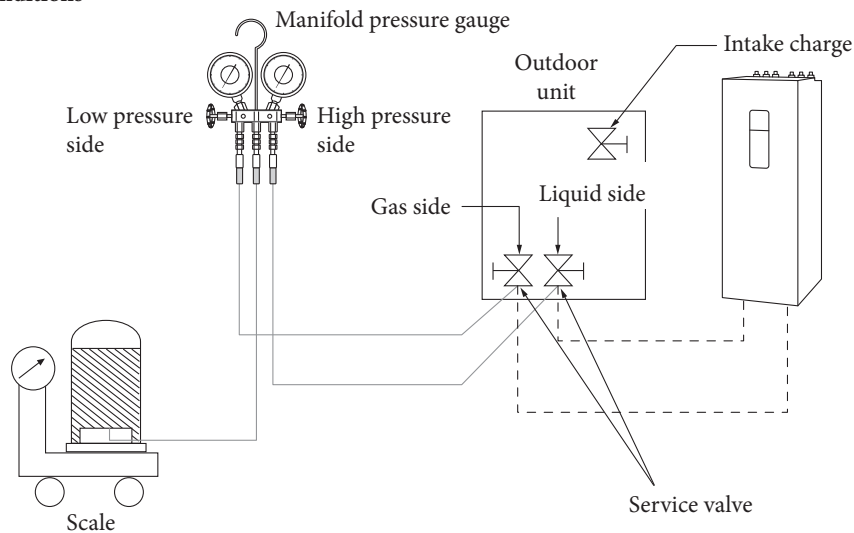 Manifold pressure gauge
Intake charge
Outdoor
unit
Low pressure
side
High pressure
side
Gas side
Liquid side
Service valve
Scale